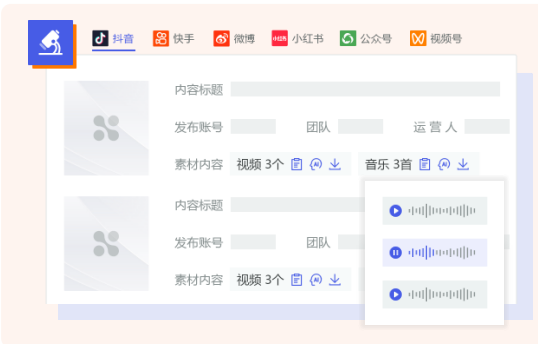 抖音 快手 微博 小红书 公众号 视频号
内容标题
发布账号 团队 运营人
素材内容 视频 3个 AI 音乐 3首 AI
内容标题
发布账号 团队
素材内容 视频 3个 AI